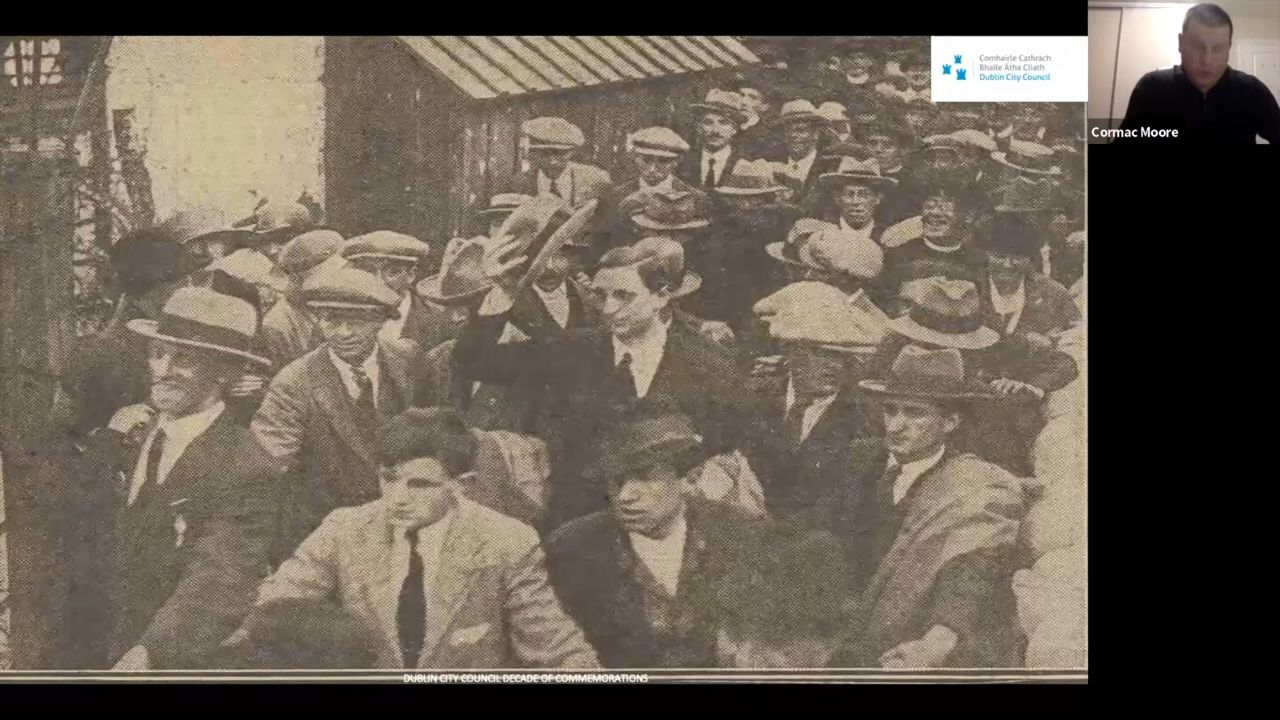 Comhairle Cathrach
Bhaile Átha Cliath
Dublin City Council
Cormac Moore
DUBLIN CITY COUNCIL DECADE OF COMMEMORATIONS